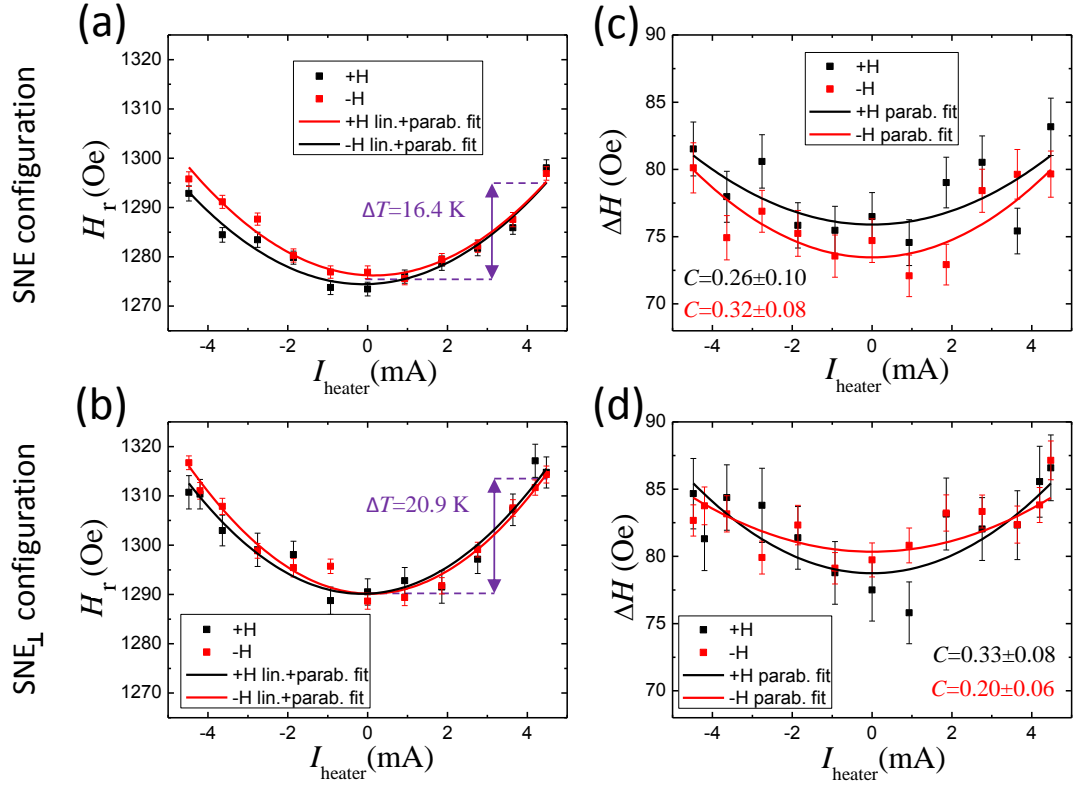 SNE configuration
(a)
H_r (Oe)
1320
1310
1300
1290
1280
1270
+H
-H
+H lin.+parab. fit
-H lin.+parab. fit
ΔT=16.4 K
-4 -2 0 2 4
I_heater (mA)
(c)
ΔH (Oe)
90
85
80
75
70
+H
-H
+H parab. fit
-H parab. fit
C=0.26±0.10
C=0.32±0.08
-4 -2 0 2 4
I_heater (mA)
SNE⊥ configuration
(b)
H_r (Oe)
1320
1310
1300
1290
1280
1270
ΔT=20.9 K
+H
-H
+H lin.+parab. fit
-H lin.+parab. fit
-4 -2 0 2 4
I_heater (mA)
(d)
ΔH (Oe)
90
85
80
75
70
+H
-H
+H parab. fit
-H parab. fit
C=0.33±0.08
C=0.20±0.06
-4 -2 0 2 4
I_heater (mA)